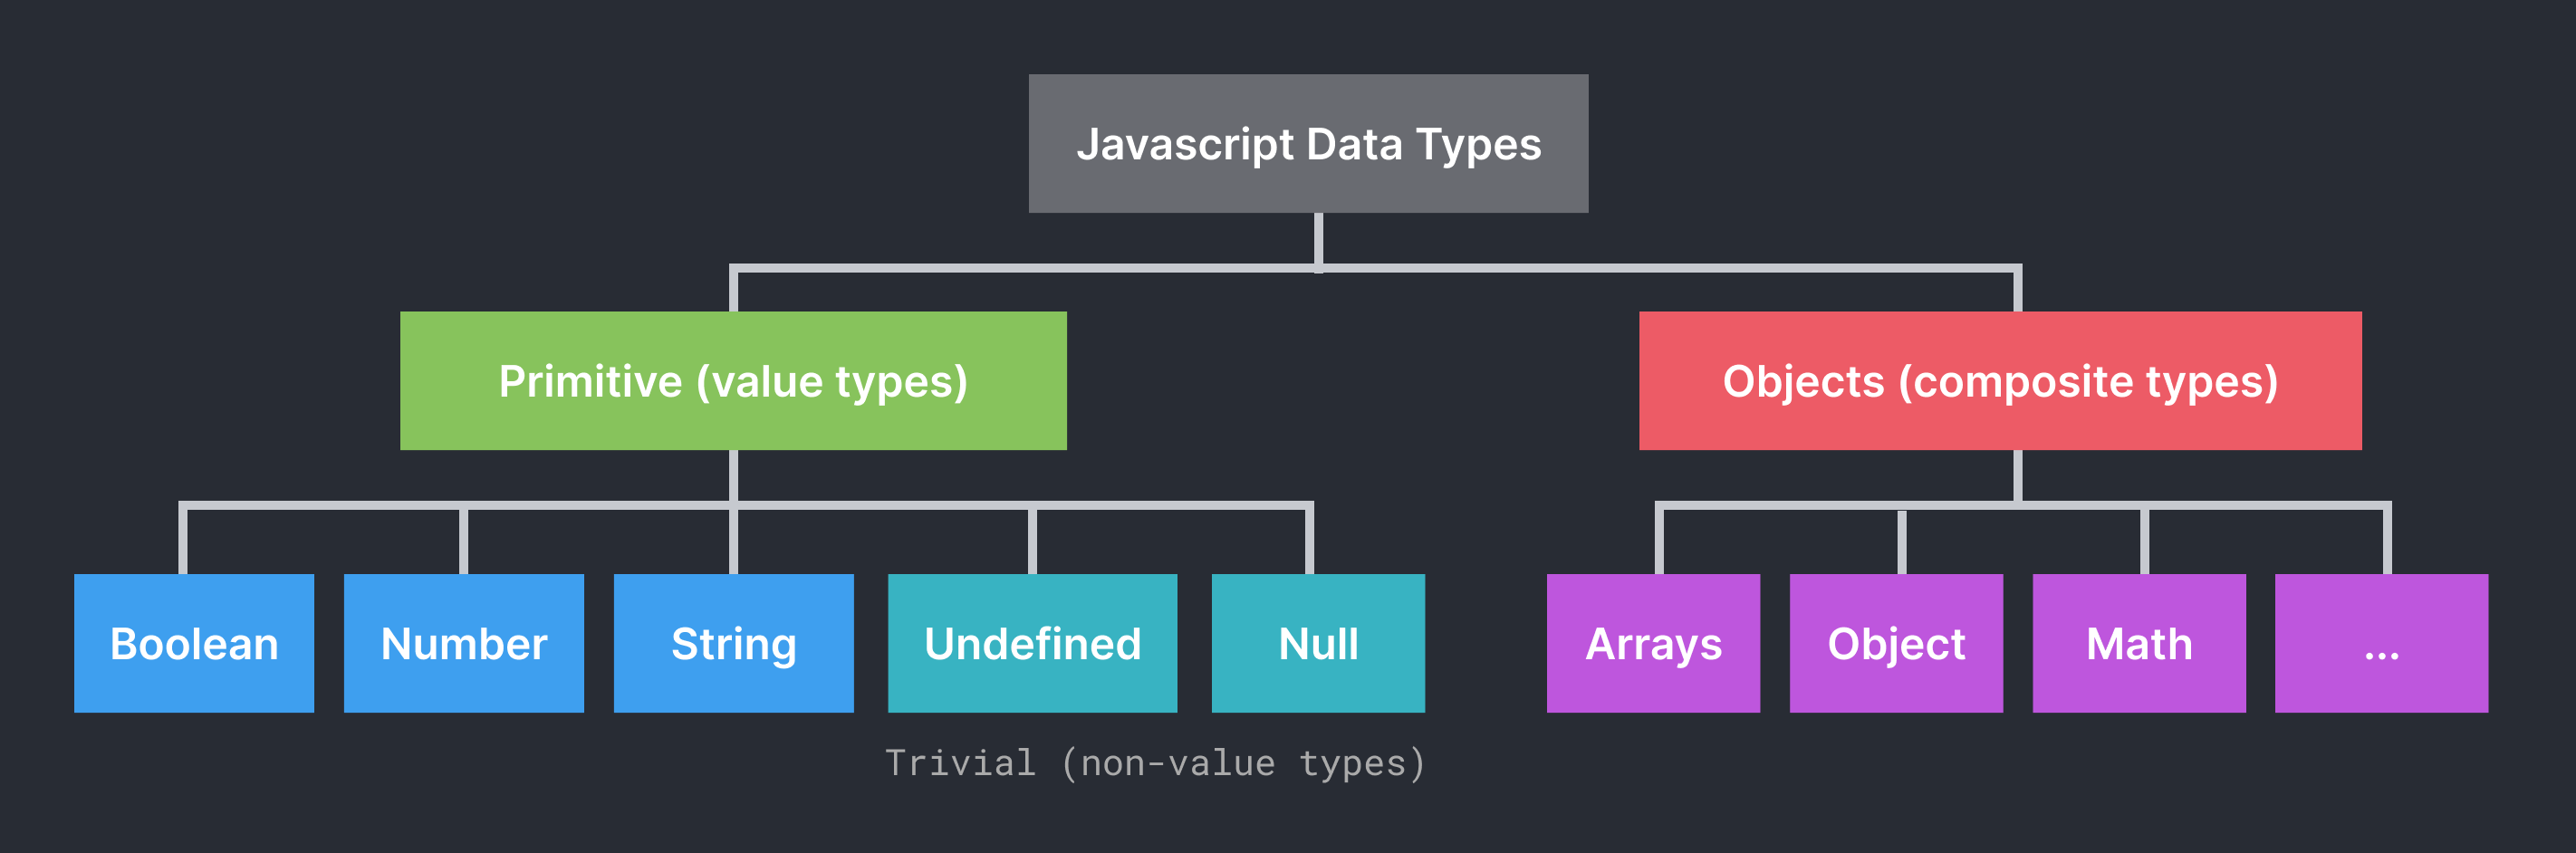 Javascript Data Types
Primitive (value types)
Objects (composite types)
Boolean
Number
String
Undefined
Null
Arrays
Object
Math
...
Trivial (non-value types)